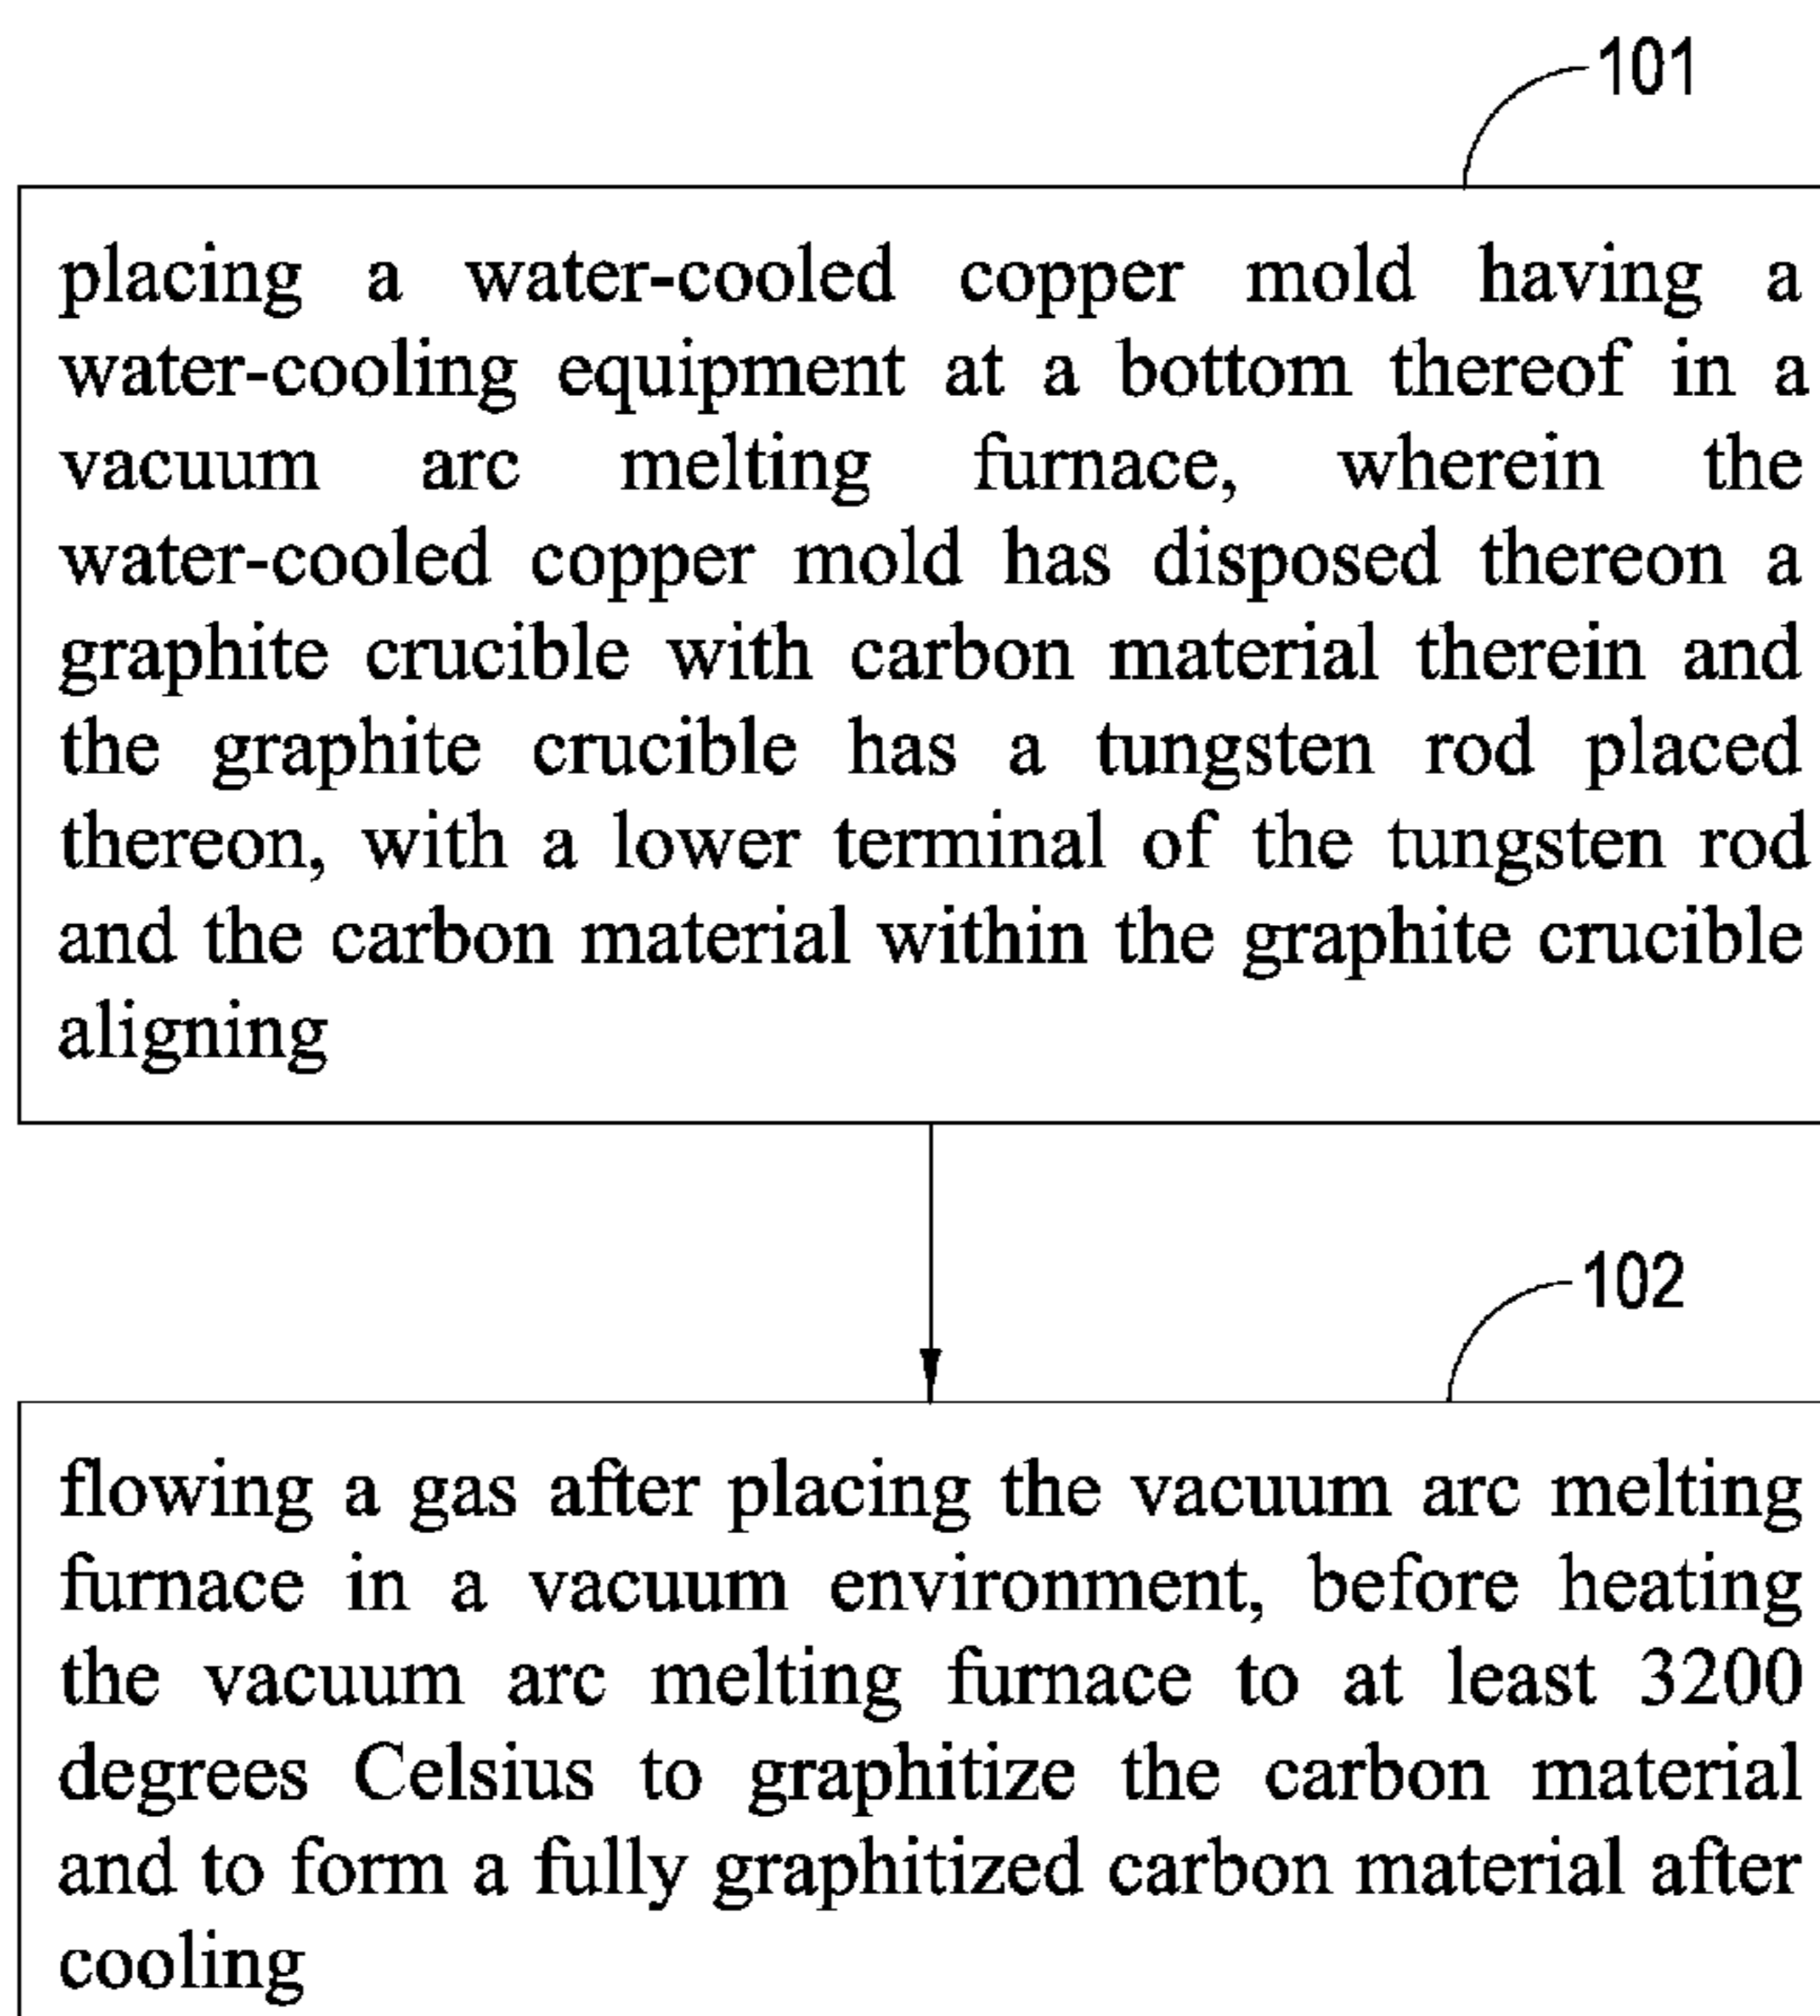 101
placing a water-cooled copper mold having a
water-cooling equipment at a bottom thereof in a
vacuum arc melting furnace, wherein the
water-cooled copper mold has disposed thereon a
graphite crucible with carbon material therein and
the graphite crucible has a tungsten rod placed
thereon, with a lower terminal of the tungsten rod
and the carbon material within the graphite crucible
aligning
102
flowing a gas after placing the vacuum arc melting
furnace in a vacuum environment, before heating
the vacuum arc melting furnace to at least 3200
degrees Celsius to graphitize the carbon material
and to form a fully graphitized carbon material after
cooling